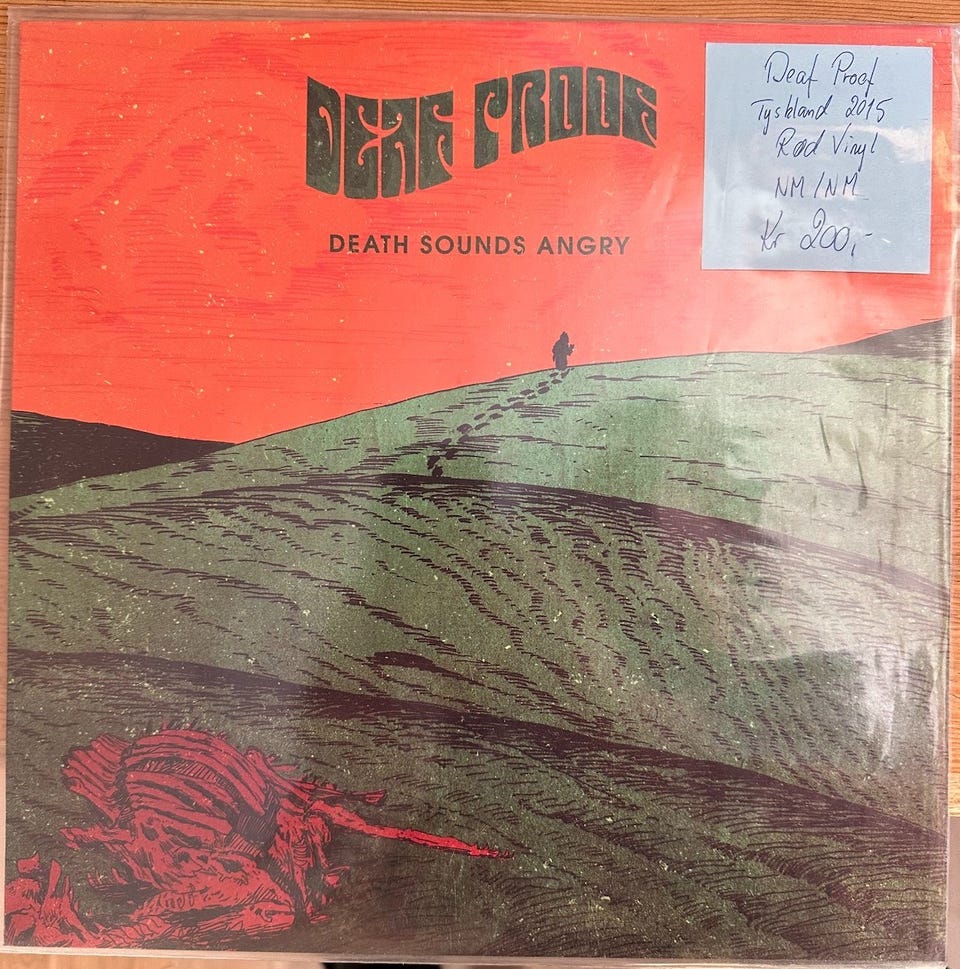 DEAF PROOF
DEATH SOUNDS ANGRY
Deaf Proof
Tyskland 2015
Rød Vinyl
NM/NM
Kr 200,-